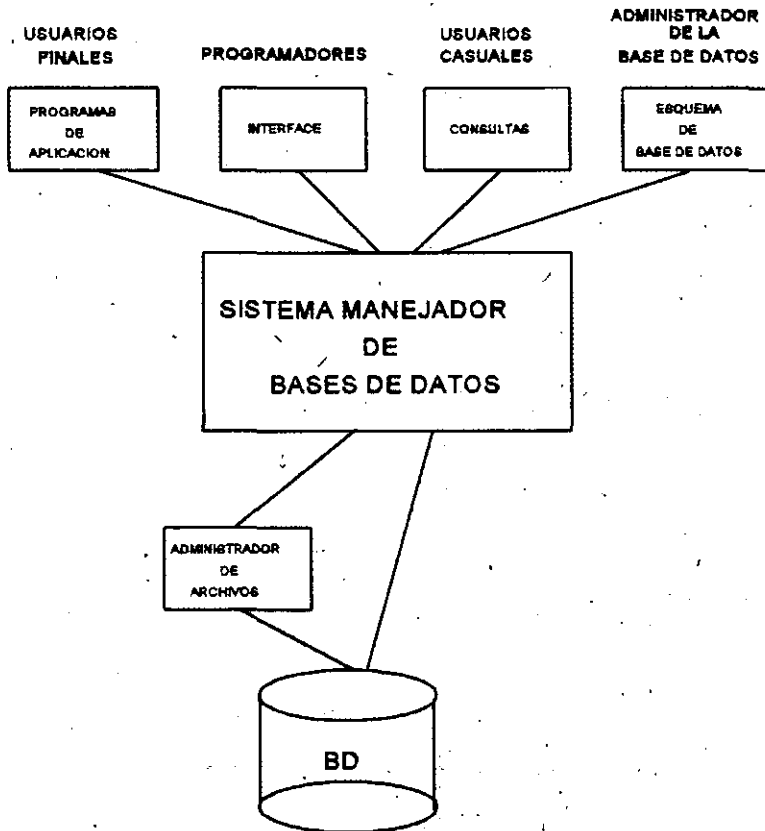 USUARIOS
FINALES
PROGRAMADORES
USUARIOS
CASUALES
ADMINISTRADOR
DE LA
BASE DE DATOS
PROGRAMAS
DE
APLICACION
INTERFACE
CONSULTAS
ESQUEMA
DE
BASE DE DATOS
SISTEMA MANEJADOR
DE
BASES DE DATOS
ADMINISTRADOR
DE
ARCHIVOS
BD